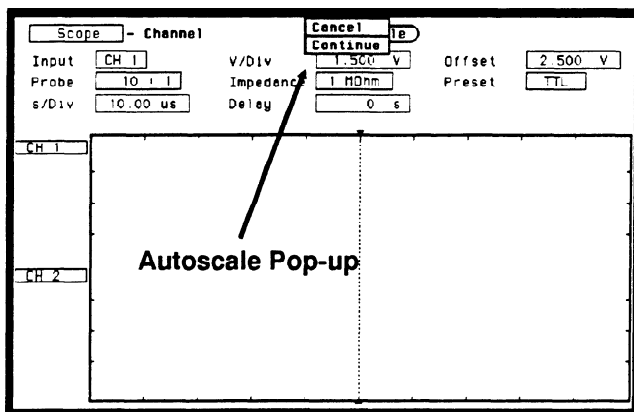 Scope - Channel
Cancel
Continue
le
Input CH 1 V/Div 1.500 V Offset 2.500 V
Probe 10 : 1 Impedance 1 MOhm Preset TTL
s/Div 10.00 us Delay 0 s
CH 1
Autoscale Pop-up
CH 2